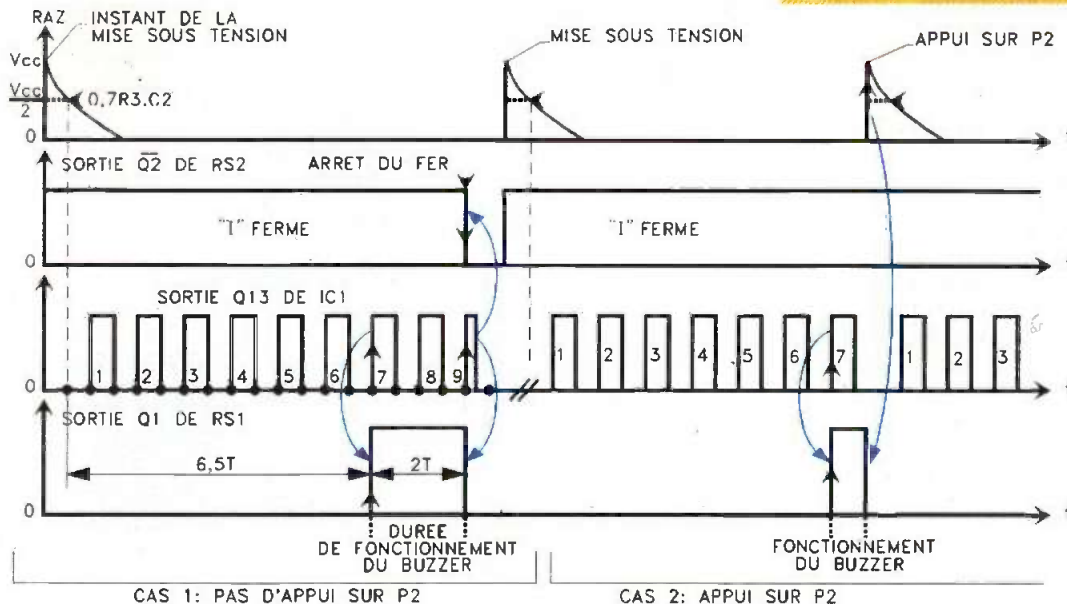 RAZ
INSTANT DE LA
MISE SOUS TENSION
MISE SOUS TENSION
APPUI SUR P2
Vcc
Vcc
2
0,7R3.C2
0
SORTIE Q̅2̅ DE RS2
ARRET DU FER
"I" FERME
"I" FERME
0
SORTIE Q13 DE IC1
1 2 3 4 5 6 7 8 9 1 2 3 4 5 6 7 1 2 3
0
SORTIE Q1 DE RS1
6,5T
2T
0
DUREE
DE FONCTIONNEMENT
DU BUZZER
FONCTIONNEMENT
DU BUZZER
CAS 1: PAS D'APPUI SUR P2
CAS 2: APPUI SUR P2